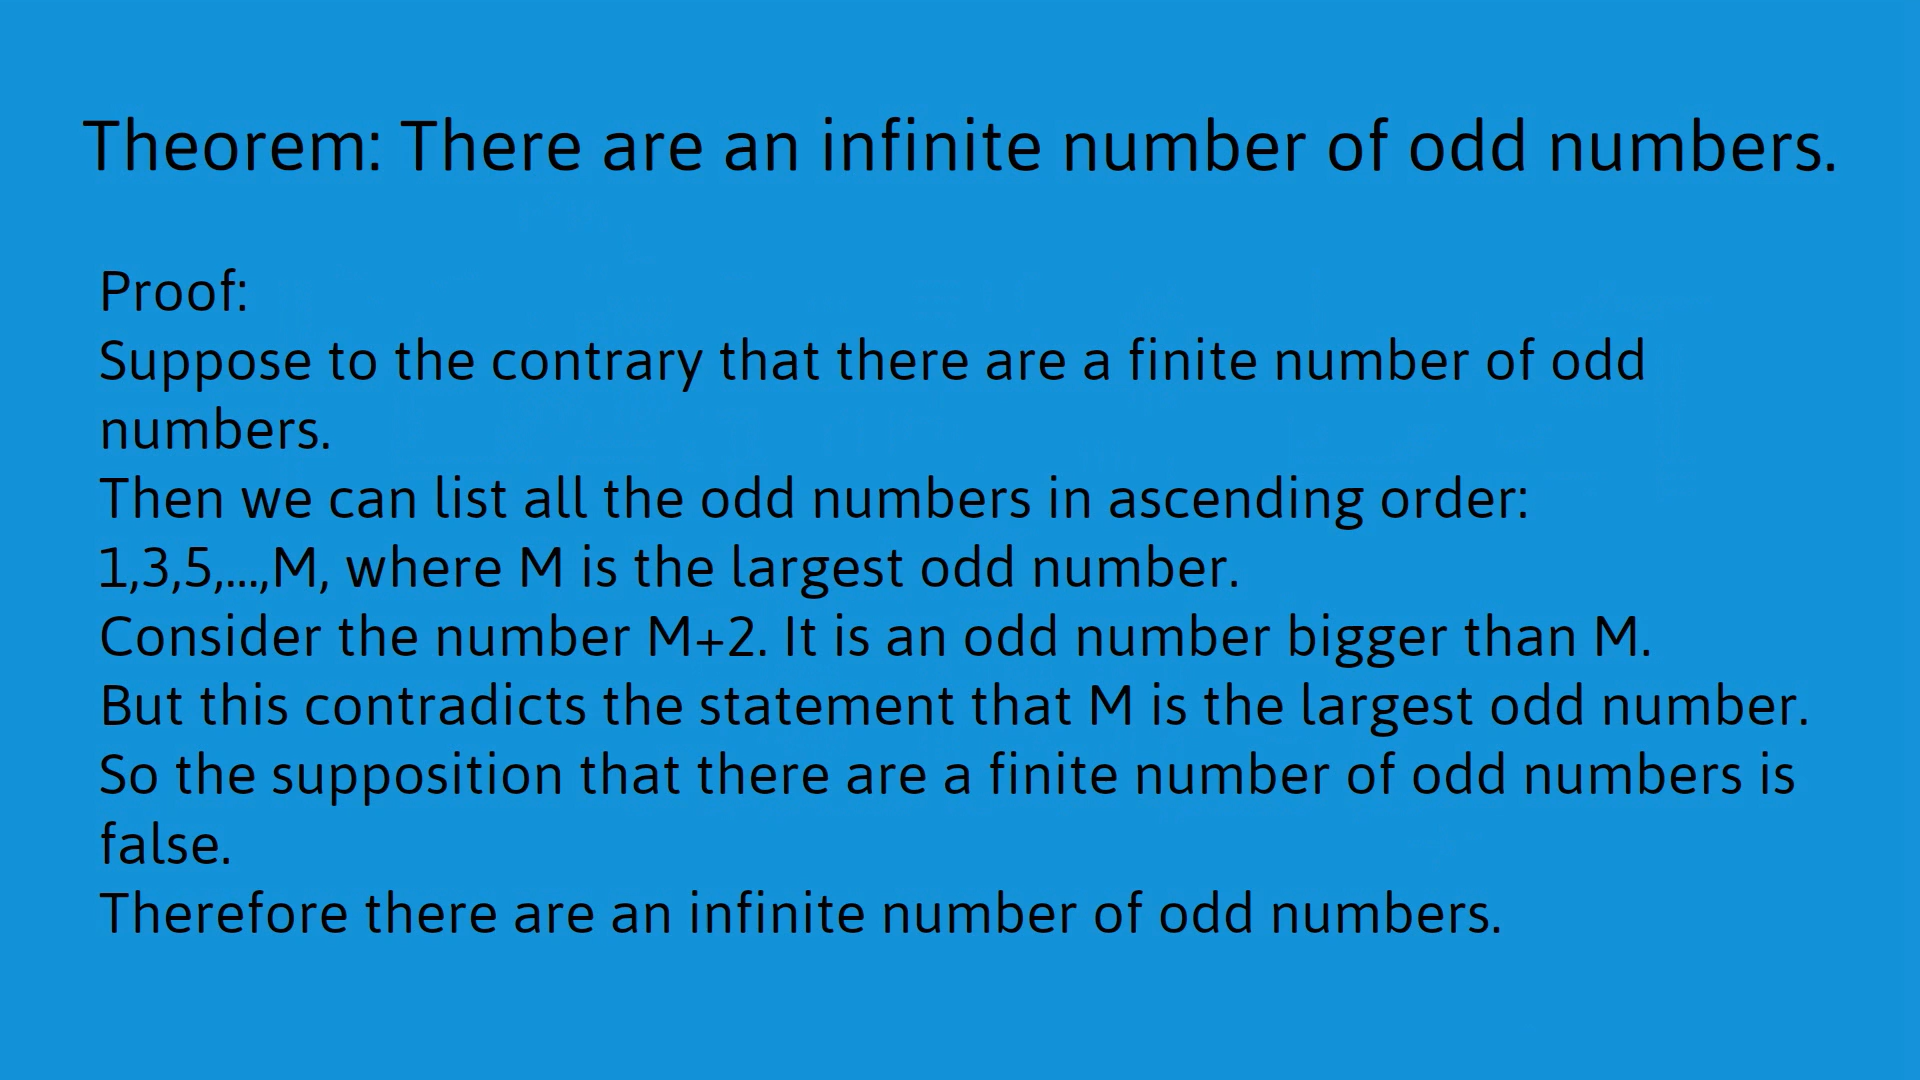 Theorem: There are an infinite number of odd numbers.
Proof:
Suppose to the contrary that there are a finite number of odd
numbers.
Then we can list all the odd numbers in ascending order:
1,3,5,...,M, where M is the largest odd number.
Consider the number M+2. It is an odd number bigger than M.
But this contradicts the statement that M is the largest odd number.
So the supposition that there are a finite number of odd numbers is
false.
Therefore there are an infinite number of odd numbers.